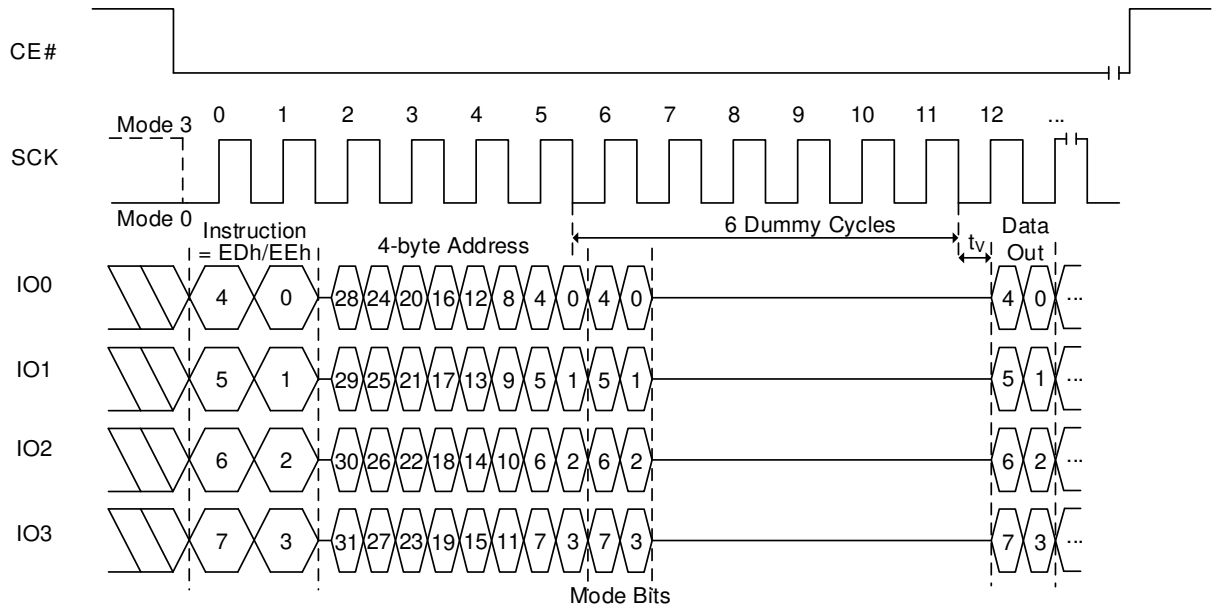 CE#
0 1 2 3 4 5 6 7 8 9 10 11 12 ...
Mode 3
SCK
Mode 0
Instruction
= EDh/EEh
4-byte Address
6 Dummy Cycles
tV
Data
Out
IO0 4 0 28 24 20 16 12 8 4 0 4 0 4 0 ...
IO1 5 1 29 25 21 17 13 9 5 1 5 1 5 1 ...
IO2 6 2 30 26 22 18 14 10 6 2 6 2 6 2 ...
IO3 7 3 31 27 23 19 15 11 7 3 7 3 7 3 ...
Mode Bits